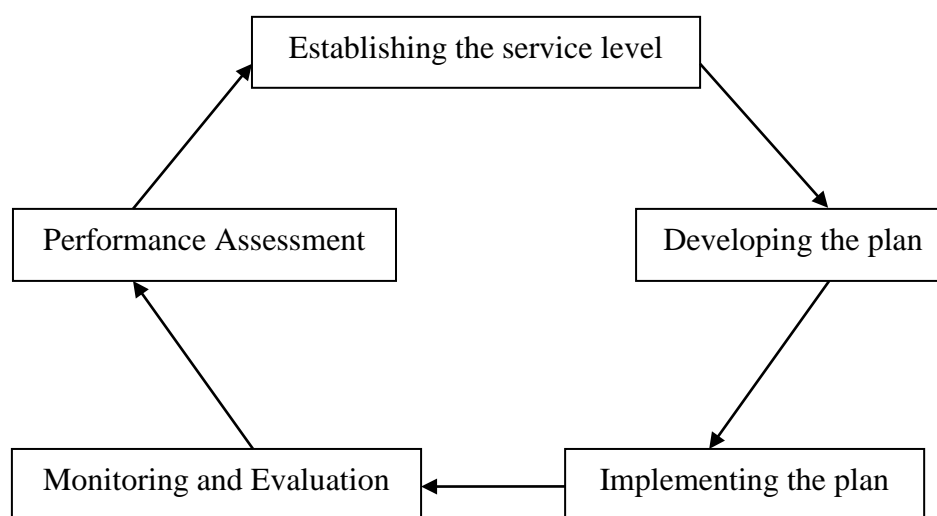 Establishing the service level
Performance Assessment
Developing the plan
Monitoring and Evaluation
Implementing the plan